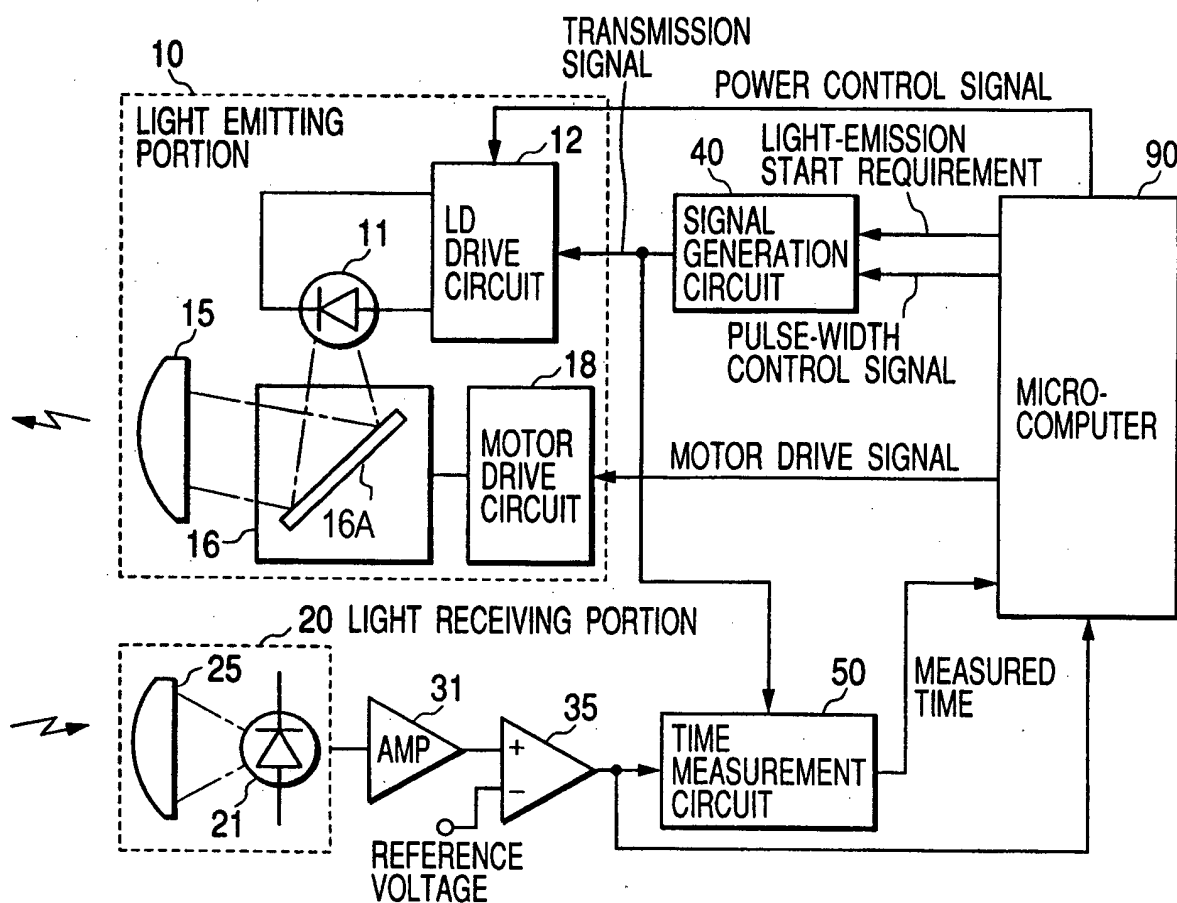 TRANSMISSION
SIGNAL
10
POWER CONTROL SIGNAL
LIGHT EMITTING
PORTION
12
LIGHT-EMISSION
START REQUIREMENT
40
90
LD
DRIVE
CIRCUIT
SIGNAL
GENERATION
CIRCUIT
11
15
PULSE-WIDTH
CONTROL SIGNAL
18
MICRO-
COMPUTER
MOTOR
DRIVE
CIRCUIT
MOTOR DRIVE SIGNAL
16A
16
20 LIGHT RECEIVING PORTION
25
31
35
50
MEASURED
TIME
AMP
+
−
TIME
MEASUREMENT
CIRCUIT
21
REFERENCE
VOLTAGE